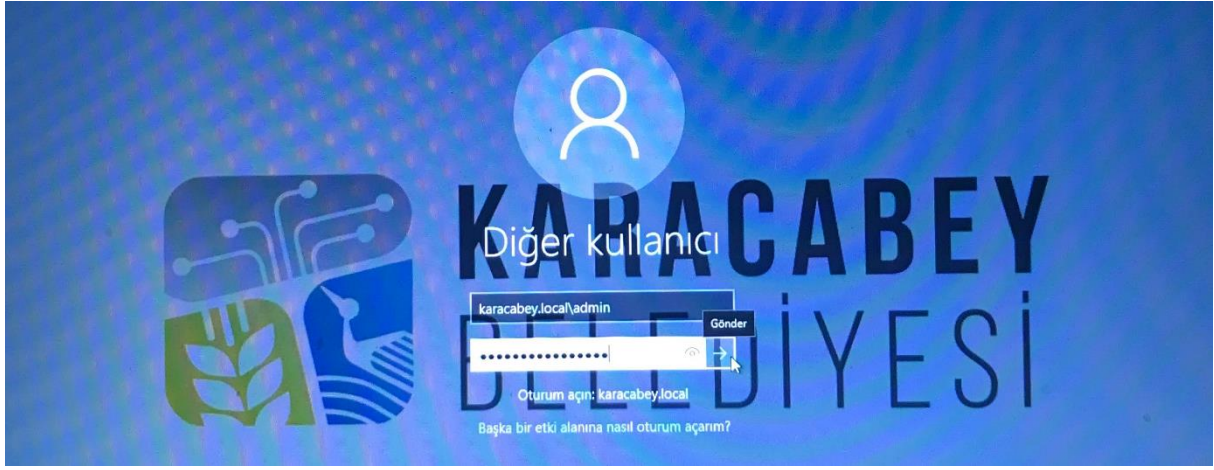 KARACABEY
BELEDİYESİ
Diğer kullanıcı
karacabey.local\admin
Gönder
••••••••••••••••
Oturum açın: karacabey.local
Başka bir etki alanına nasıl oturum açarım?